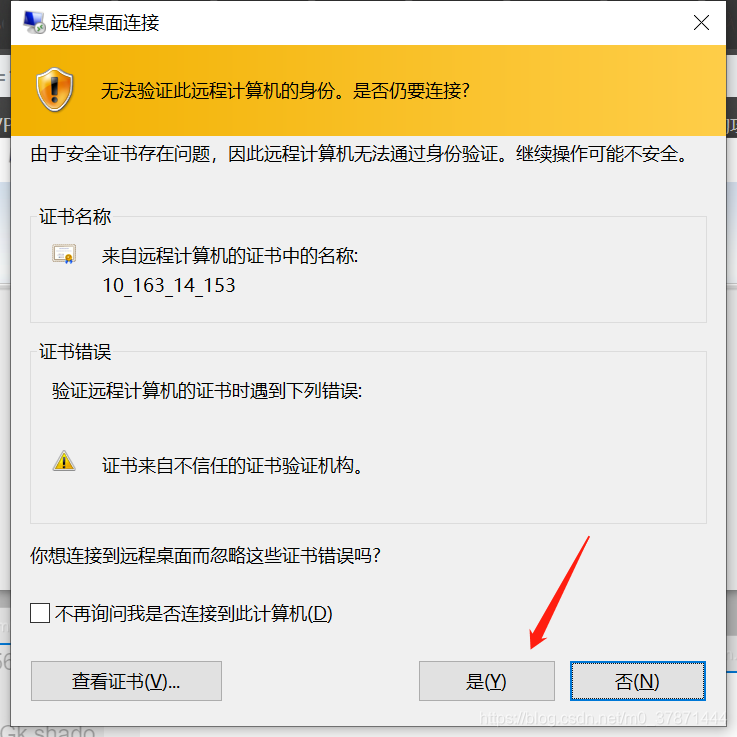 远程桌面连接
无法验证此远程计算机的身份。是否仍要连接?
由于安全证书存在问题，因此远程计算机无法通过身份验证。继续操作可能不安全。
证书名称
来自远程计算机的证书中的名称:
10_163_14_153
证书错误
验证远程计算机的证书时遇到下列错误:
证书来自不信任的证书验证机构。
你想连接到远程桌面而忽略这些证书错误吗?
不再询问我是否连接到此计算机(D)
查看证书(V)... 是(Y) 否(N)
https://blog.csdn.net/m0_37871444
Gk shado